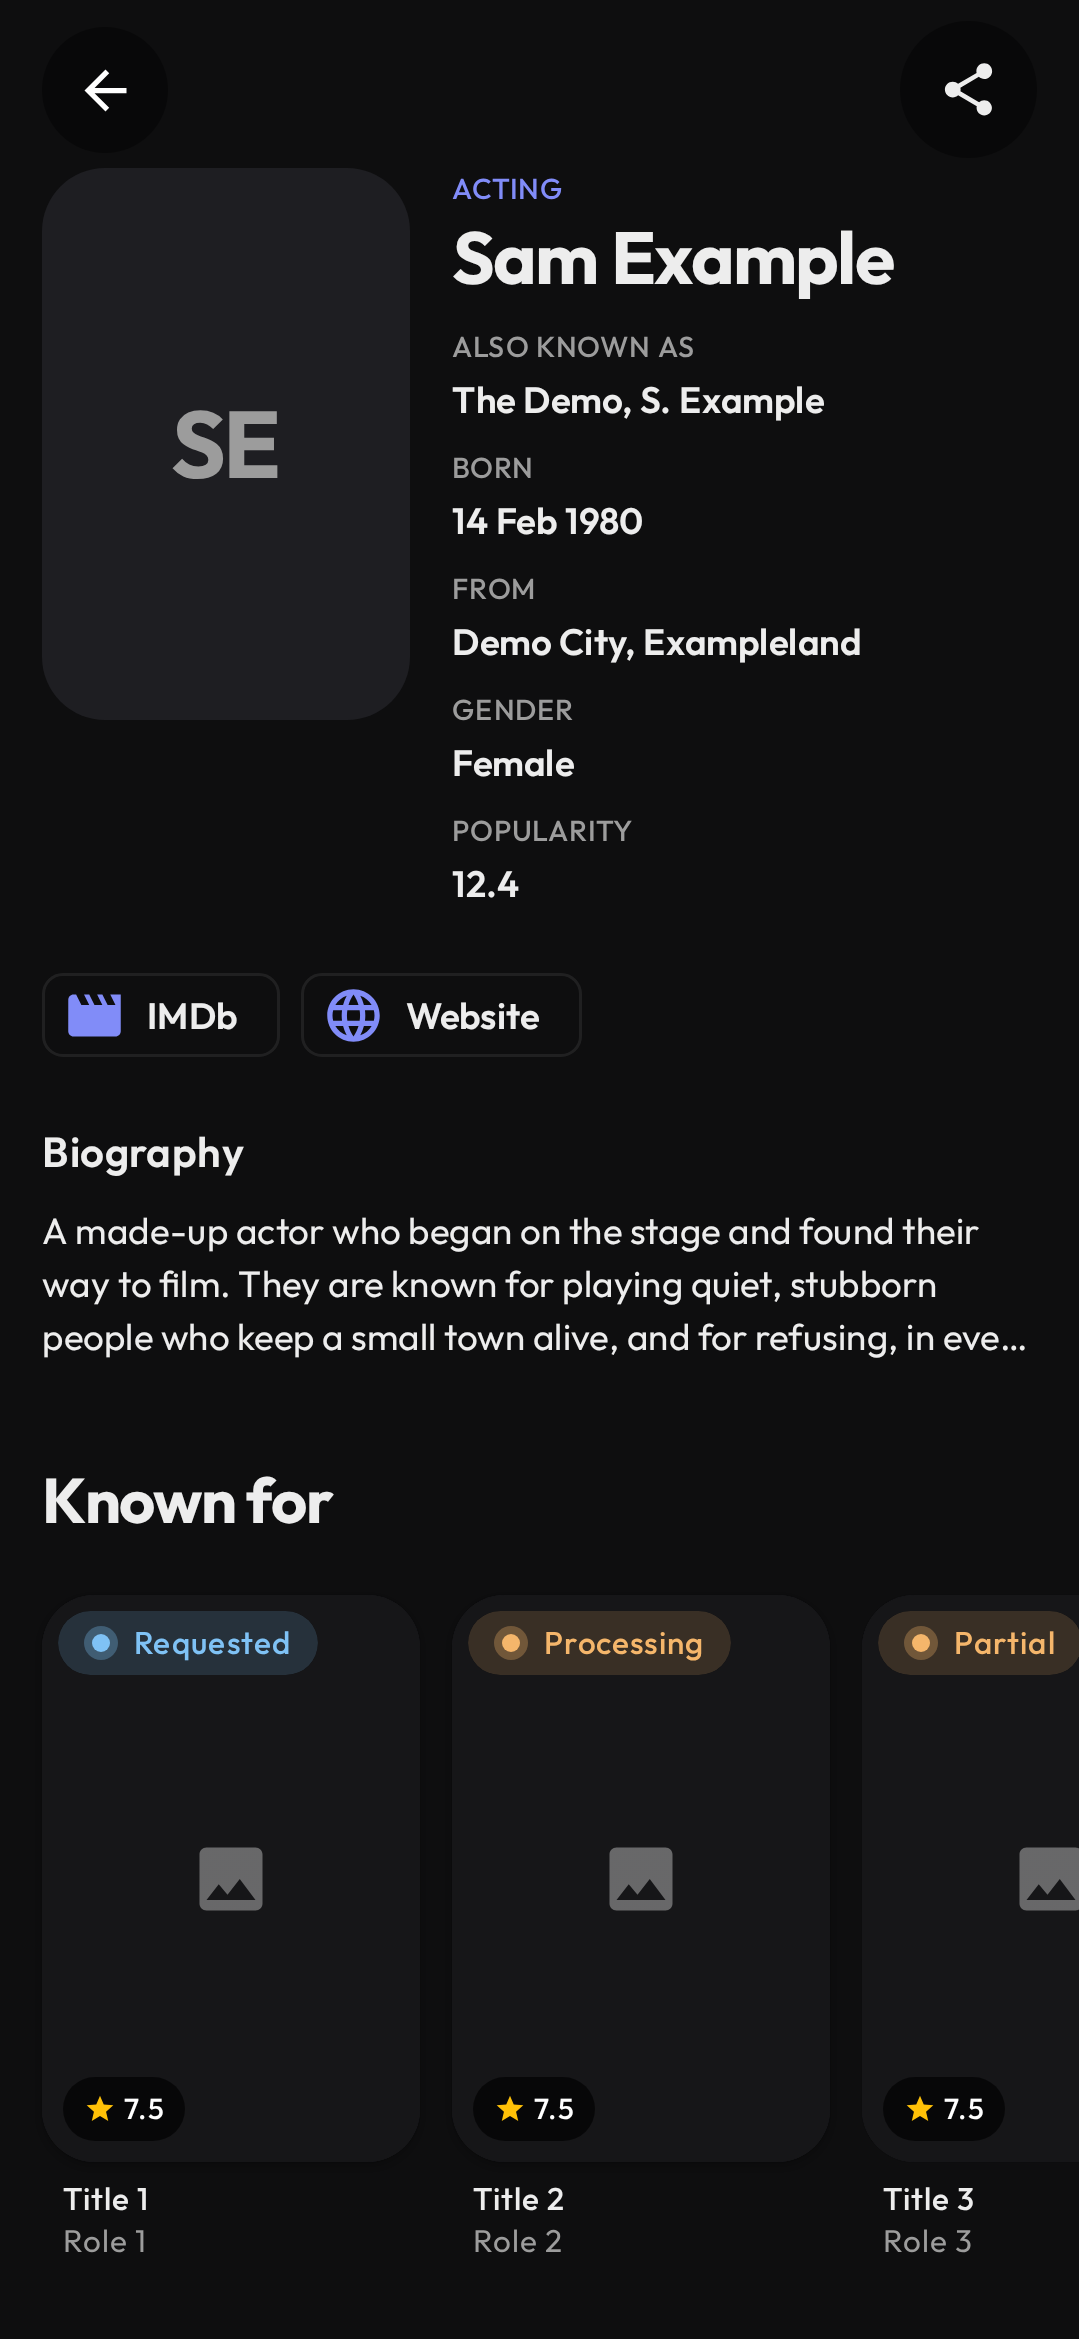 ACTING
Sam Example
SE
ALSO KNOWN AS
The Demo, S. Example
BORN
14 Feb 1980
FROM
Demo City, Exampleland
GENDER
Female
POPULARITY
12.4
IMDb
Website
Biography
A made-up actor who began on the stage and found their
way to film. They are known for playing quiet, stubborn
people who keep a small town alive, and for refusing, in eve…
Known for
Requested
Processing
Partial
7.5
7.5
7.5
Title 1
Title 2
Title 3
Role 1
Role 2
Role 3